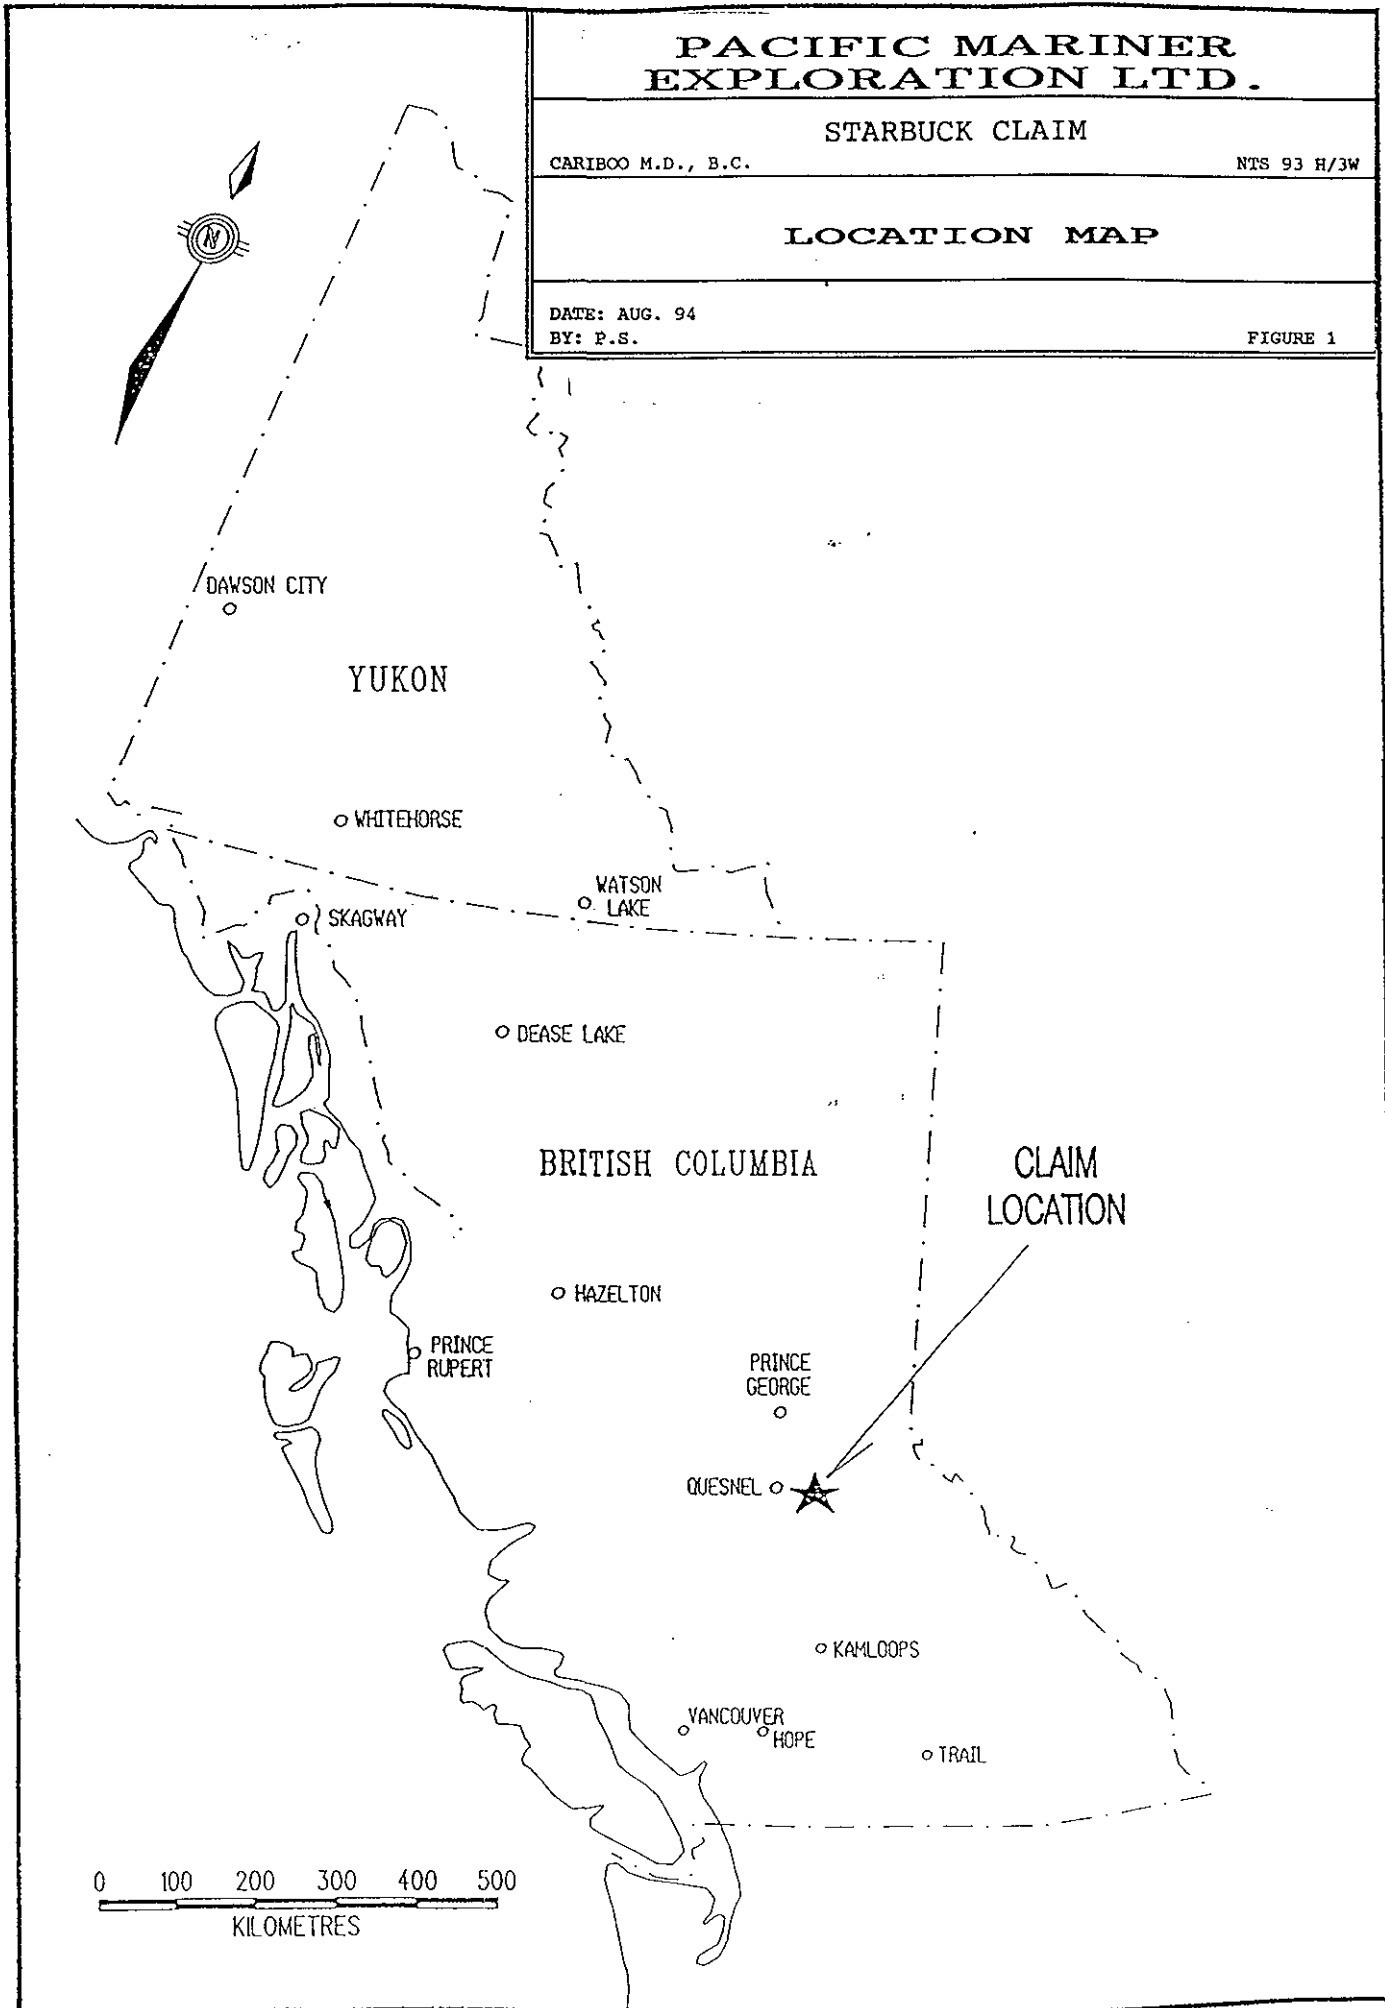 PACIFIC MARINER
EXPLORATION LTD.
STARBUCK CLAIM
CARIBOO M.D., B.C.
NTS 93 H/3W
LOCATION MAP
DATE: AUG. 94
BY: P.S.
FIGURE 1
N
DAWSON CITY
YUKON
WHITEHORSE
WATSON
LAKE
SKAGWAY
DEASE LAKE
BRITISH COLUMBIA
CLAIM
LOCATION
HAZELTON
PRINCE
RUPERT
PRINCE
GEORGE
QUESNEL
KAMLOOPS
VANCOUVER
HOPE
TRAIL
0 100 200 300 400 500
KILOMETRES